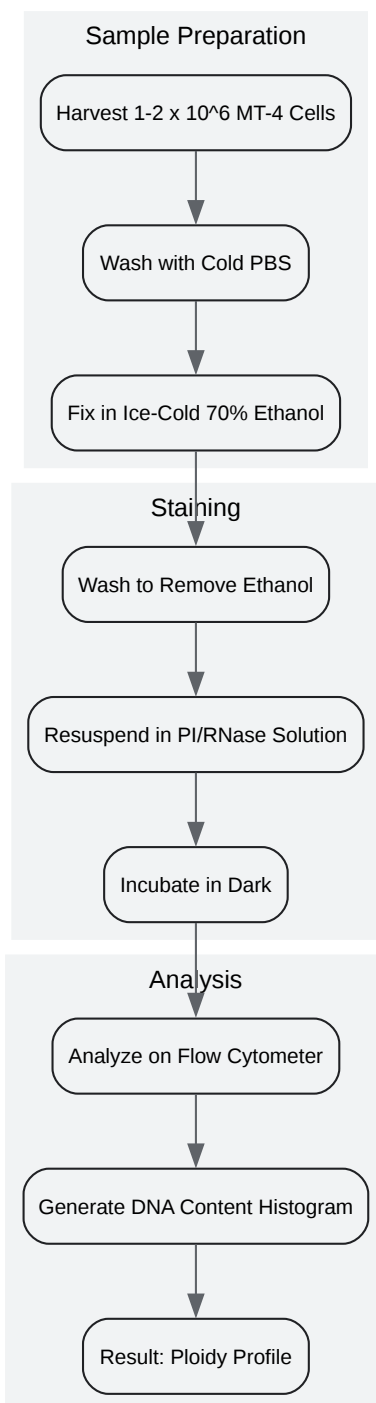 Sample Preparation
Harvest 1-2 x 10^6 MT-4 Cells
Wash with Cold PBS
Fix in Ice-Cold 70% Ethanol
Staining
Wash to Remove Ethanol
Resuspend in PI/RNase Solution
Incubate in Dark
Analysis
Analyze on Flow Cytometer
Generate DNA Content Histogram
Result: Ploidy Profile